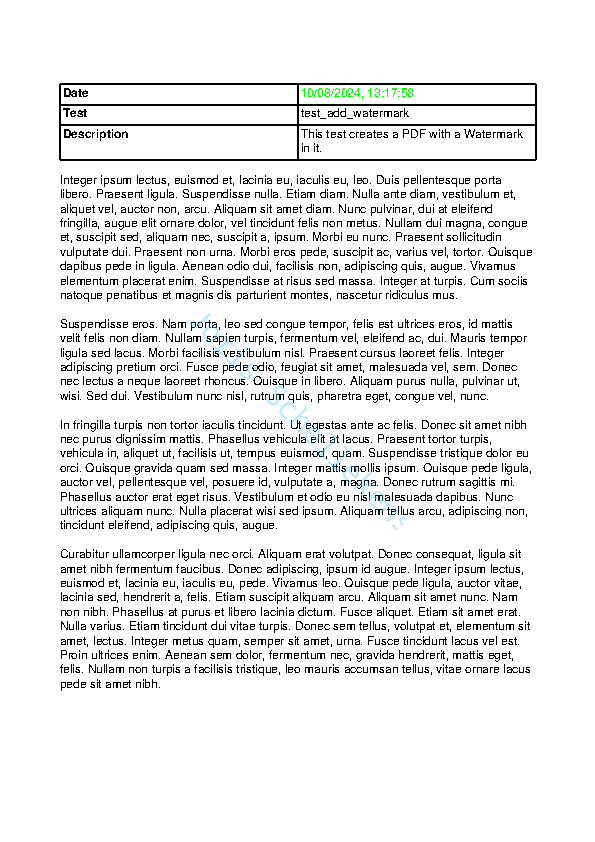 Date 10/08/2024, 13:17:58
Test test_add_watermark
Description This test creates a PDF with a Watermark
in it.
Integer ipsum lectus, euismod et, lacinia eu, iaculis eu, leo. Duis pellentesque porta
libero. Praesent ligula. Suspendisse nulla. Etiam diam. Nulla ante diam, vestibulum et,
aliquet vel, auctor non, arcu. Aliquam sit amet diam. Nunc pulvinar, dui at eleifend
fringilla, augue elit ornare dolor, vel tincidunt felis non metus. Nullam dui magna, congue
et, suscipit sed, aliquam nec, suscipit a, ipsum. Morbi eu nunc. Praesent sollicitudin
vulputate dui. Praesent non urna. Morbi eros pede, suscipit ac, varius vel, tortor. Quisque
dapibus pede in ligula. Aenean odio dui, facilisis non, adipiscing quis, augue. Vivamus
elementum placerat enim. Suspendisse at risus sed massa. Integer at turpis. Cum sociis
natoque penatibus et magnis dis parturient montes, nascetur ridiculus mus.
Suspendisse eros. Nam porta, leo sed congue tempor, felis est ultrices eros, id mattis
velit felis non diam. Nullam sapien turpis, fermentum vel, eleifend ac, dui. Mauris tempor
ligula sed lacus. Morbi facilisis vestibulum nisl. Praesent cursus laoreet felis. Integer
adipiscing pretium orci. Fusce pede odio, feugiat sit amet, malesuada vel, sem. Donec
nec lectus a neque laoreet rhoncus. Quisque in libero. Aliquam purus nulla, pulvinar ut,
wisi. Sed dui. Vestibulum nunc nisl, rutrum quis, pharetra eget, congue vel, nunc.
In fringilla turpis non tortor iaculis tincidunt. Ut egestas ante ac felis. Donec sit amet nibh
nec purus dignissim mattis. Phasellus vehicula elit at lacus. Praesent tortor turpis,
vehicula in, aliquet ut, facilisis ut, tempus euismod, quam. Suspendisse tristique dolor eu
orci. Quisque gravida quam sed massa. Integer mattis mollis ipsum. Quisque pede ligula,
auctor vel, pellentesque vel, posuere id, vulputate a, magna. Donec rutrum sagittis mi.
Phasellus auctor erat eget risus. Vestibulum et odio eu nisl malesuada dapibus. Nunc
ultrices aliquam nunc. Nulla placerat wisi sed ipsum. Aliquam tellus arcu, adipiscing non,
tincidunt eleifend, adipiscing quis, augue.
Curabitur ullamcorper ligula nec orci. Aliquam erat volutpat. Donec consequat, ligula sit
amet nibh fermentum faucibus. Donec adipiscing, ipsum id augue. Integer ipsum lectus,
euismod et, lacinia eu, iaculis eu, pede. Vivamus leo. Quisque pede ligula, auctor vitae,
lacinia sed, hendrerit a, felis. Etiam suscipit aliquam arcu. Aliquam sit amet nunc. Nam
non nibh. Phasellus at purus et libero lacinia dictum. Fusce aliquet. Etiam sit amet erat.
Nulla varius. Etiam tincidunt dui vitae turpis. Donec sem tellus, volutpat et, elementum sit
amet, lectus. Integer metus quam, semper sit amet, urna. Fusce tincidunt lacus vel est.
Proin ultrices enim. Aenean sem dolor, fermentum nec, gravida hendrerit, mattis eget,
felis. Nullam non turpis a facilisis tristique, leo mauris accumsan tellus, vitae ornare lacus
pede sit amet nibh.